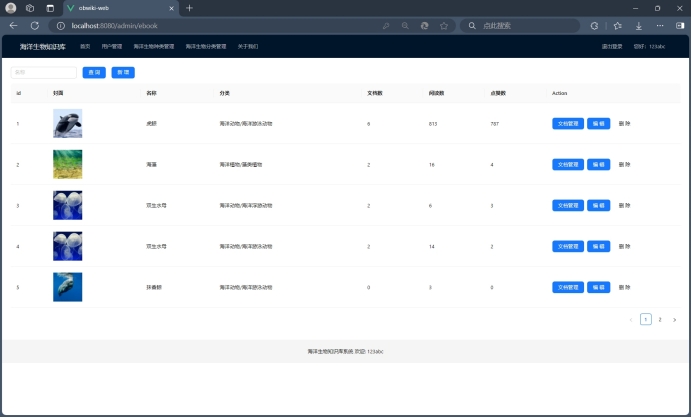 obwiki-web
localhost:8080/admin/ebook
点此搜索
海洋生物知识库 首页 用户管理 海洋生物种类管理 海洋生物分类管理 关于我们 退出登录 您好：123abc
名称 查 询 新 增
id 封面 名称 分类 文档数 阅读数 点赞数 Action
1 虎鲸 海洋动物/海洋游泳动物 6 813 787 文档管理 编 辑 删 除
2 海藻 海洋植物/藻类植物 2 16 4 文档管理 编 辑 删 除
3 双生水母 海洋动物/海洋浮游动物 2 6 3 文档管理 编 辑 删 除
4 双生水母 海洋动物/海洋游泳动物 2 14 2 文档管理 编 辑 删 除
5 抹香鲸 海洋动物/海洋游泳动物 0 3 0 文档管理 编 辑 删 除
< 1 2 >
海洋生物知识库系统 欢迎: 123abc